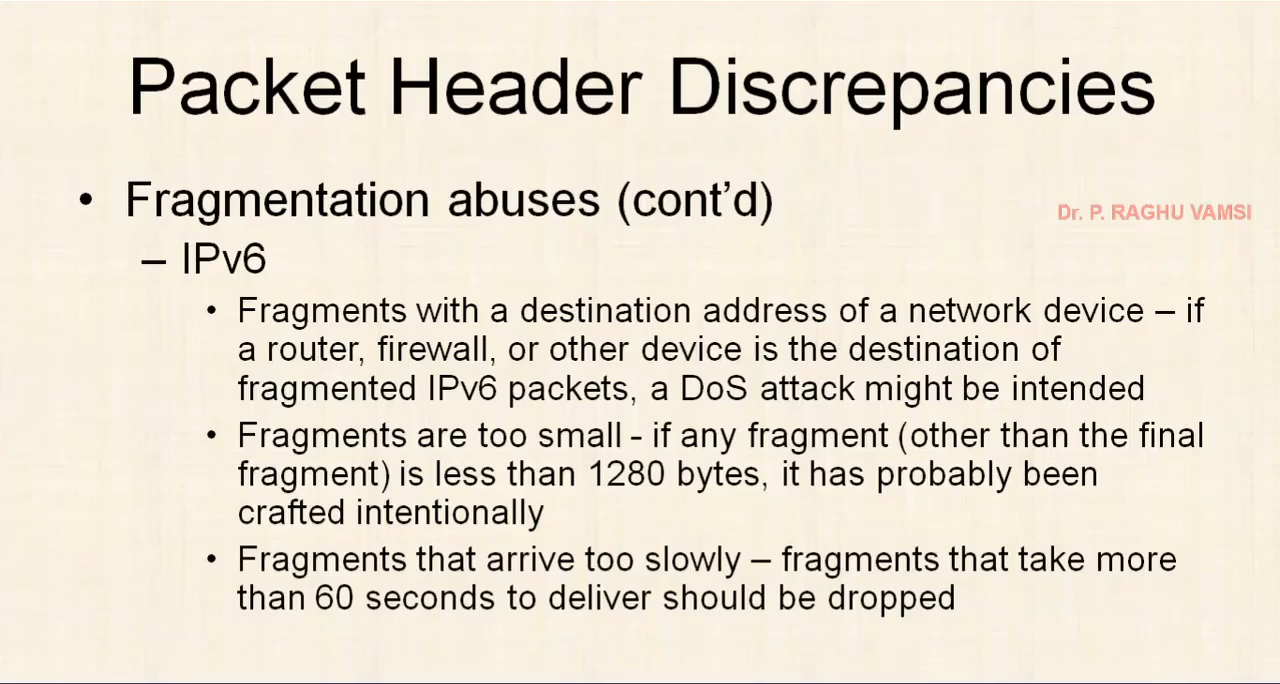 Packet Header Discrepancies
• Fragmentation abuses (cont’d)
Dr. P. RAGHU VAMSI
– IPv6
• Fragments with a destination address of a network device – if
a router, firewall, or other device is the destination of
fragmented IPv6 packets, a DoS attack might be intended
• Fragments are too small - if any fragment (other than the final
fragment) is less than 1280 bytes, it has probably been
crafted intentionally
• Fragments that arrive too slowly – fragments that take more
than 60 seconds to deliver should be dropped